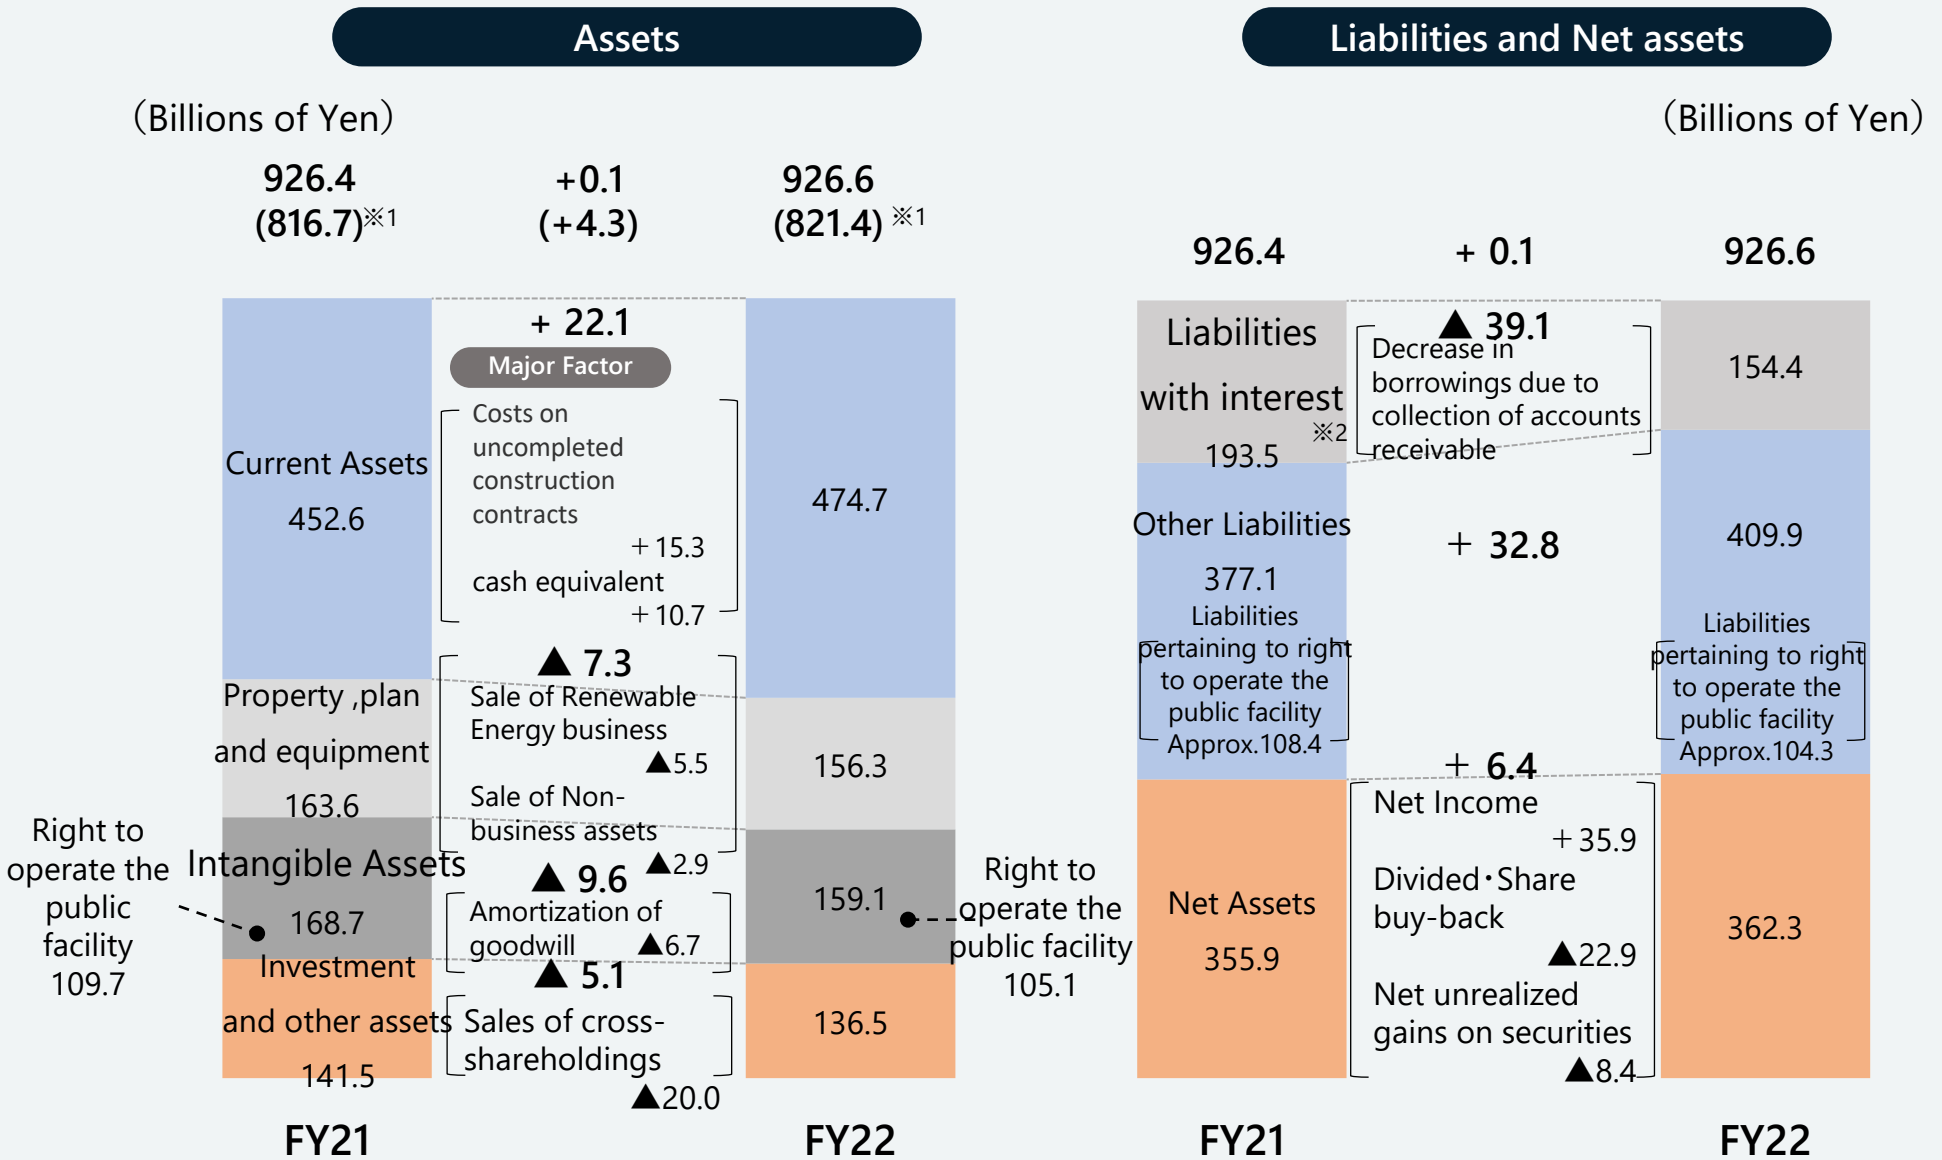 Assets
(Billions of Yen)
926.4
(816.7)※1
+0.1
(+4.3)
926.6
(821.4) ※1
Current Assets
452.6
Property ,plan
and equipment
163.6
Intangible Assets
168.7
Investment
and other assets
141.5
Right to
operate the
public
facility
109.7
+ 22.1
Major Factor
Costs on
uncompleted
construction
contracts
+15.3
cash equivalent
+10.7
▲ 7.3
Sale of Renewable
Energy business
▲5.5
Sale of Non-
business assets
▲2.9
▲ 9.6
Amortization of
goodwill ▲6.7
▲ 5.1
Sales of cross-
shareholdings
▲20.0
474.7
156.3
159.1
136.5
Right to
operate the
public facility
105.1
FY21
FY22
Liabilities and Net assets
(Billions of Yen)
926.4
+ 0.1
926.6
Liabilities
with interest
※2
193.5
Other Liabilities
377.1
Liabilities
pertaining to right
to operate the
public facility
Approx.108.4
Net Assets
355.9
▲ 39.1
Decrease in
borrowings due to
collection of accounts
receivable
+ 32.8
+ 6.4
Net Income
+35.9
Divided・Share
buy-back
▲22.9
Net unrealized
gains on securities
▲8.4
154.4
409.9
Liabilities
pertaining to right
to operate the
public facility
Approx.104.3
362.3
FY21
FY22